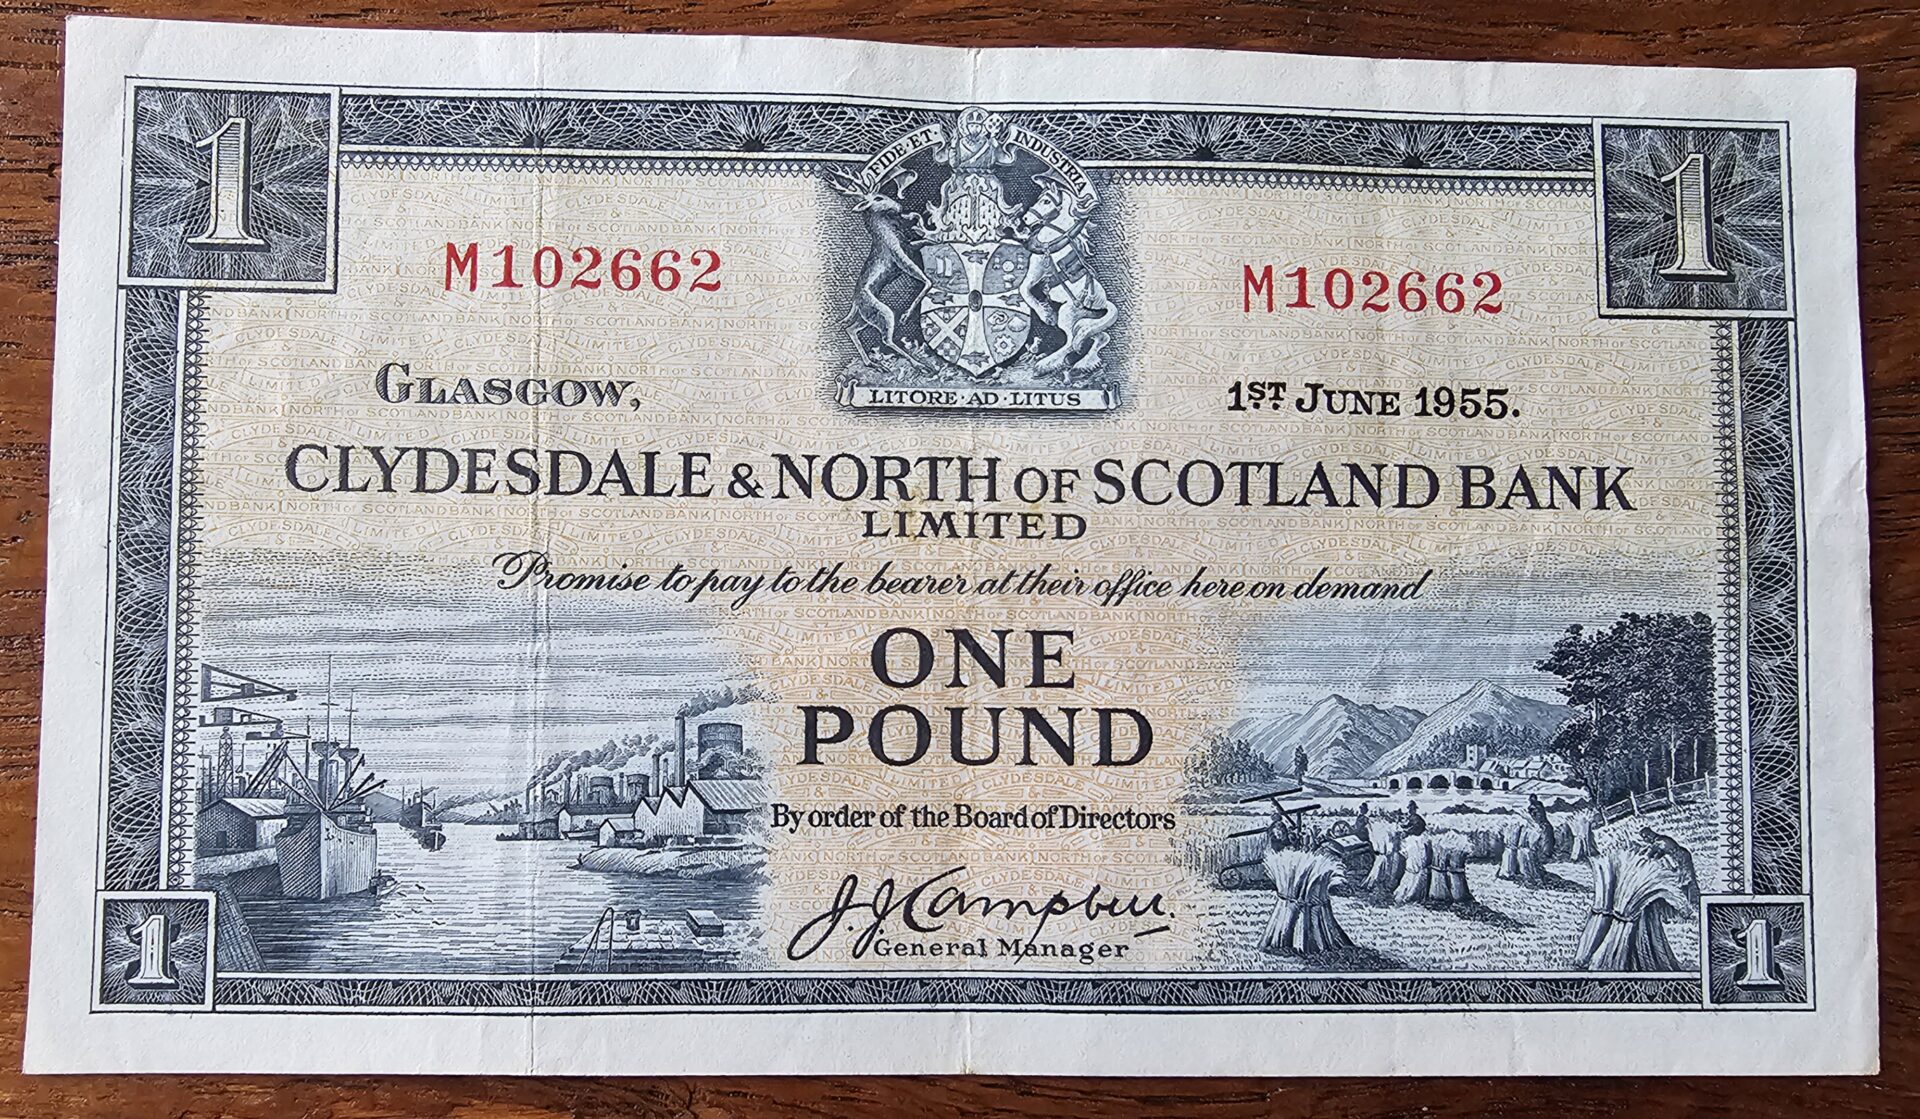 1
1
FIDE·ET·INDUSTRIA
M102662
M102662
LITORE·AD·LITUS
GLASGOW,
1ST. JUNE 1955.
CLYDESDALE & NORTH OF SCOTLAND BANK
LIMITED
Promise to pay to the bearer at their office here on demand
ONE
POUND
By order of the Board of Directors
J.J. Campbell.
General Manager
1
1